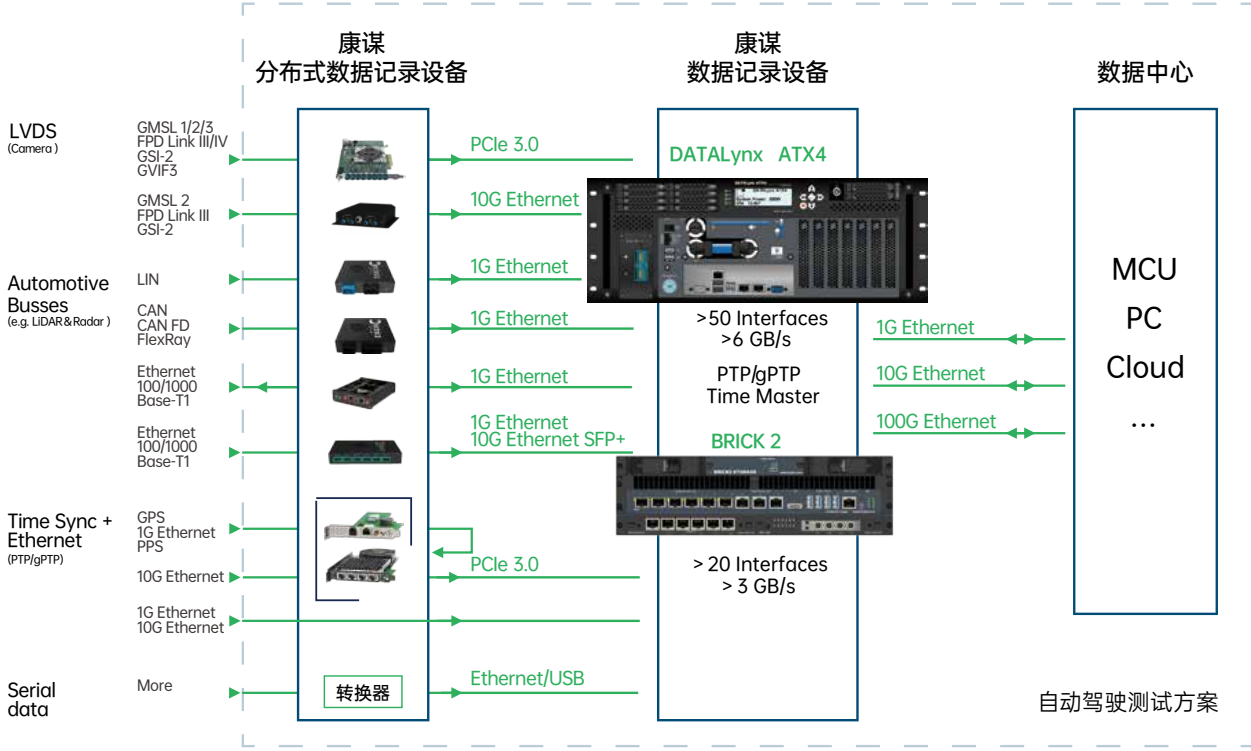 康谋
分布式数据记录设备
康谋
数据记录设备
数据中心
LVDS
(Camera )
GMSL 1/2/3
FPD Link III/IV
GSI-2
GVIF3
PCIe 3.0
GMSL 2
FPD Link III
GSI-2
10G Ethernet
Automotive
Busses
(e.g. LiDAR&Radar )
LIN
1G Ethernet
CAN
CAN FD
FlexRay
1G Ethernet
Ethernet
100/1000
Base-T1
1G Ethernet
Ethernet
100/1000
Base-T1
1G Ethernet
10G Ethernet SFP+
Time Sync +
Ethernet
(PTP/gPTP)
GPS
1G Ethernet
PPS
10G Ethernet
PCIe 3.0
1G Ethernet
10G Ethernet
Serial
data
More
转换器
Ethernet/USB
DATALynx ATX4
>50 Interfaces
>6 GB/s
PTP/gPTP
Time Master
BRICK 2
BRICK2 STORAGE
> 20 Interfaces
> 3 GB/s
1G Ethernet
10G Ethernet
100G Ethernet
MCU
PC
Cloud
...
自动驾驶测试方案